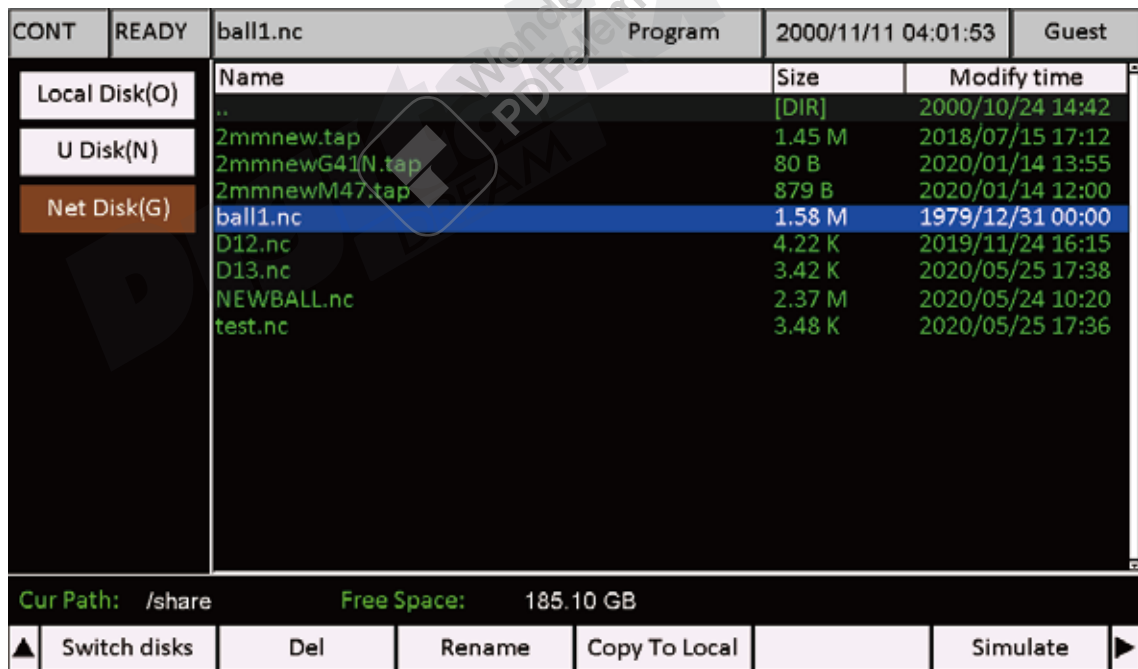 CONT READY ball1.nc Program 2000/11/11 04:01:53 Guest
Local Disk(O)
U Disk(N)
Net Disk(G)
Name Size Modify time
.. [DIR] 2000/10/24 14:42
2mmnew.tap 1.45 M 2018/07/15 17:12
2mmnewG41N.tap 80 B 2020/01/14 13:55
2mmnewM47.tap 879 B 2020/01/14 12:00
ball1.nc 1.58 M 1979/12/31 00:00
D12.nc 4.22 K 2019/11/24 16:15
D13.nc 3.42 K 2020/05/25 17:38
NEWBALL.nc 2.37 M 2020/05/24 10:20
test.nc 3.48 K 2020/05/25 17:36
Cur Path: /share Free Space: 185.10 GB
▲ Switch disks Del Rename Copy To Local Simulate ▶